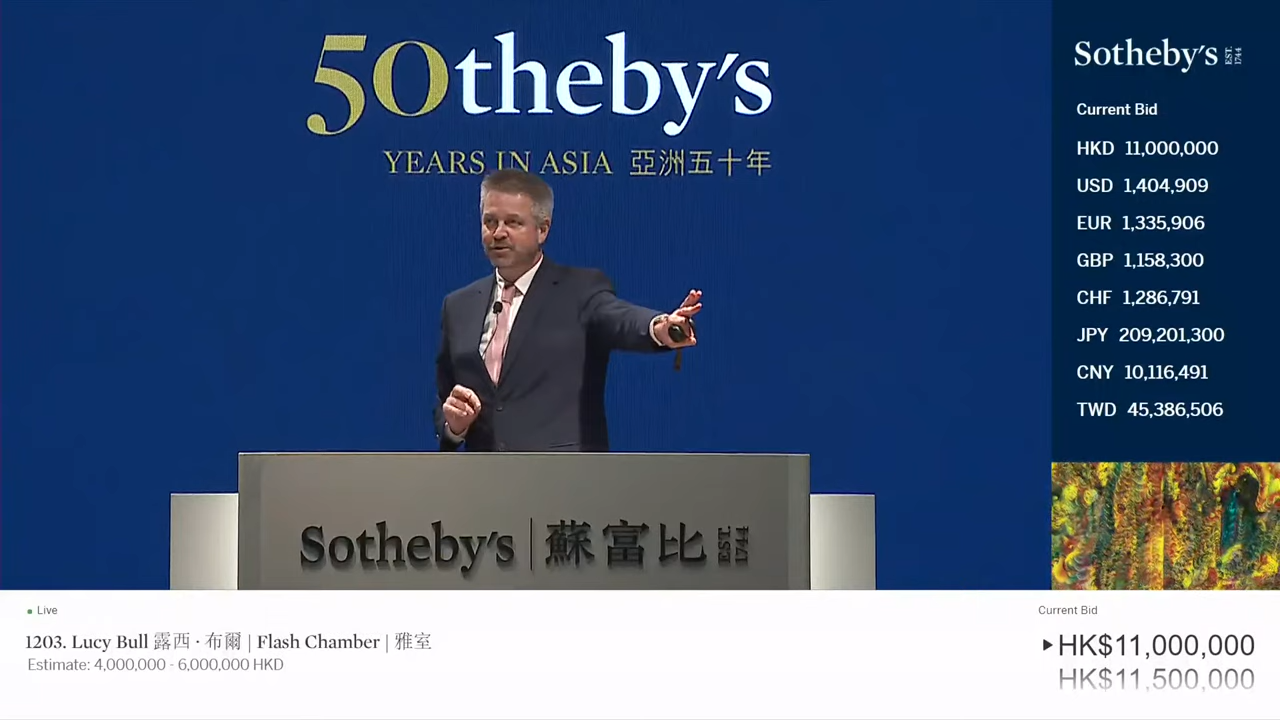 50theby's
YEARS IN ASIA 亞洲五十年
Sotheby's EST. 1744
Current Bid
HKD 11,000,000
USD 1,404,909
EUR 1,335,906
GBP 1,158,300
CHF 1,286,791
JPY 209,201,300
CNY 10,116,491
TWD 45,386,506
Sotheby's | 蘇富比 EST. 1744
Live
1203. Lucy Bull 露西·布爾 | Flash Chamber | 雅室
Estimate: 4,000,000 - 6,000,000 HKD
Current Bid
HK$11,000,000
HK$11,500,000